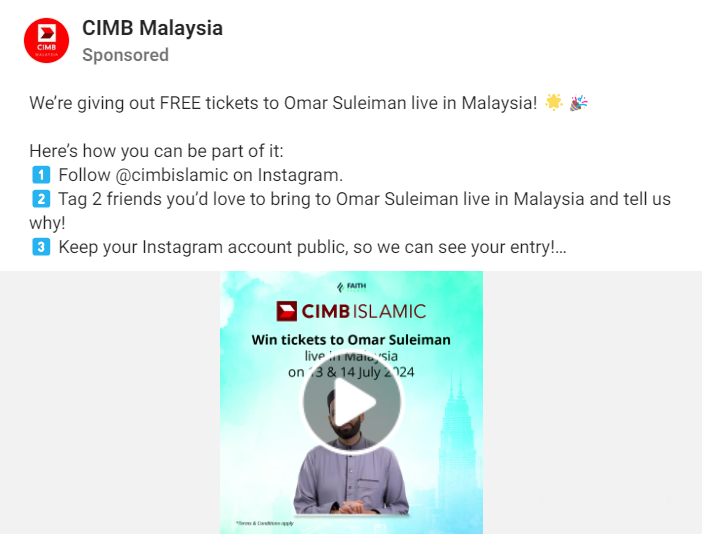 CIMB Malaysia
CIMB
MALAYSIA
Sponsored
We're giving out FREE tickets to Omar Suleiman live in Malaysia! 🌟 🎉
Here's how you can be part of it:
1️⃣ Follow @cimbislamic on Instagram.
2️⃣ Tag 2 friends you'd love to bring to Omar Suleiman live in Malaysia and tell us
why!
3️⃣ Keep your Instagram account public, so we can see your entry!…
FAITH
CIMB ISLAMIC
Win tickets to Omar Suleiman
live in Malaysia
on 13 & 14 July 2024
*Terms & Conditions apply